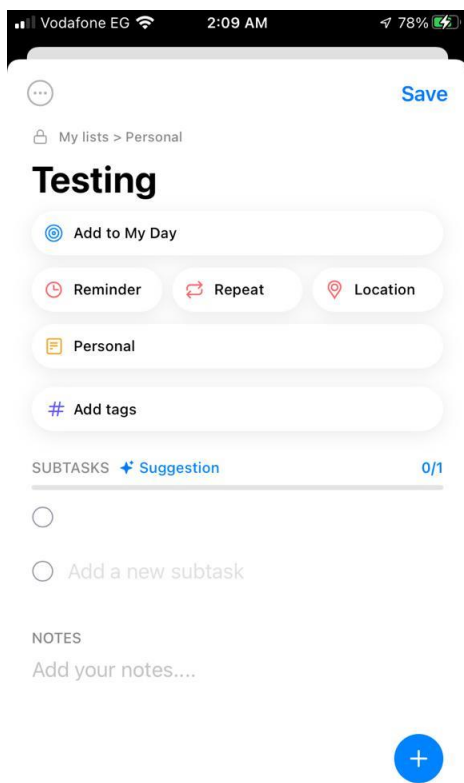 Vodafone EG 2:09 AM 78%
Save
My lists > Personal
Testing
Add to My Day
Reminder Repeat Location
Personal
# Add tags
SUBTASKS Suggestion 0/1
Add a new subtask
NOTES
Add your notes....